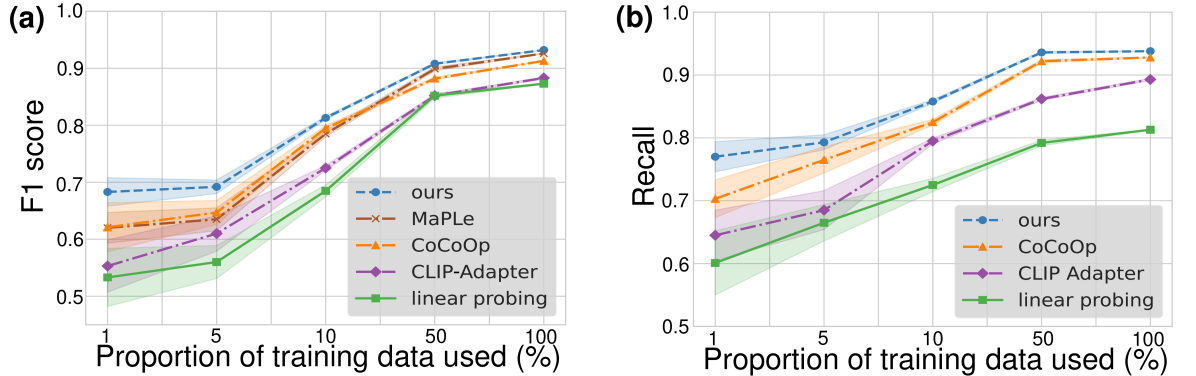 (a)
F1 score
1.0
0.9
0.8
0.7
0.6
0.5
ours
MaPLe
CoCoOp
CLIP-Adapter
linear probing
1 5 10 50 100
Proportion of training data used (%)
(b)
Recall
1.0
0.9
0.8
0.7
0.6
0.5
ours
CoCoOp
CLIP Adapter
linear probing
1 5 10 50 100
Proportion of training data used (%)